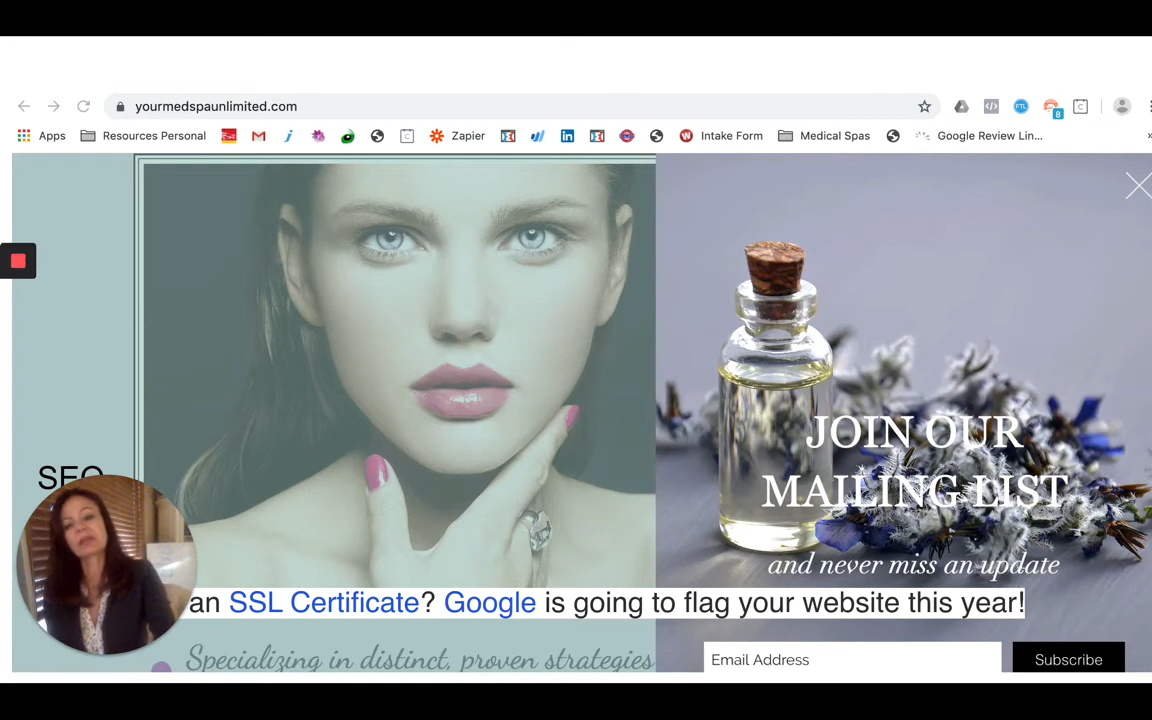 yourmedspaunlimited.com
8
Apps Resources Personal Zapier Intake Form Medical Spas Google Review Lin...
JOIN OUR
MAILING LIST
and never miss an update
SEO
an SSL Certificate? Google is going to flag your website this year!
Specializing in distinct, proven strategies
Email Address Subscribe